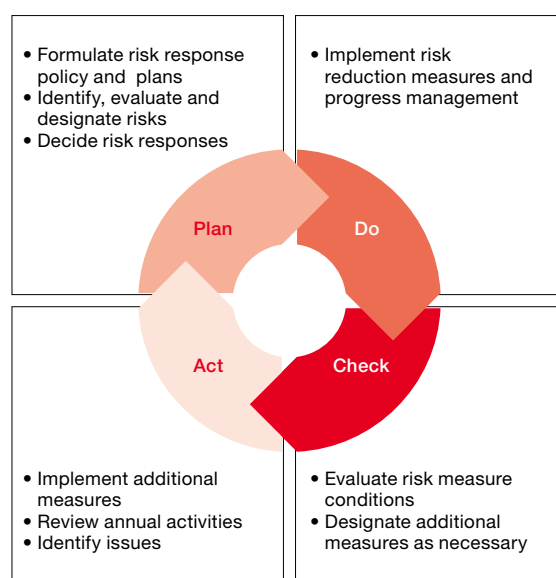 • Formulate risk response
policy and plans
• Identify, evaluate and
designate risks
• Decide risk responses
• Implement risk
reduction measures and
progress management
Plan
Do
Act
Check
• Implement additional
measures
• Review annual activities
• Identify issues
• Evaluate risk measure
conditions
• Designate additional
measures as necessary